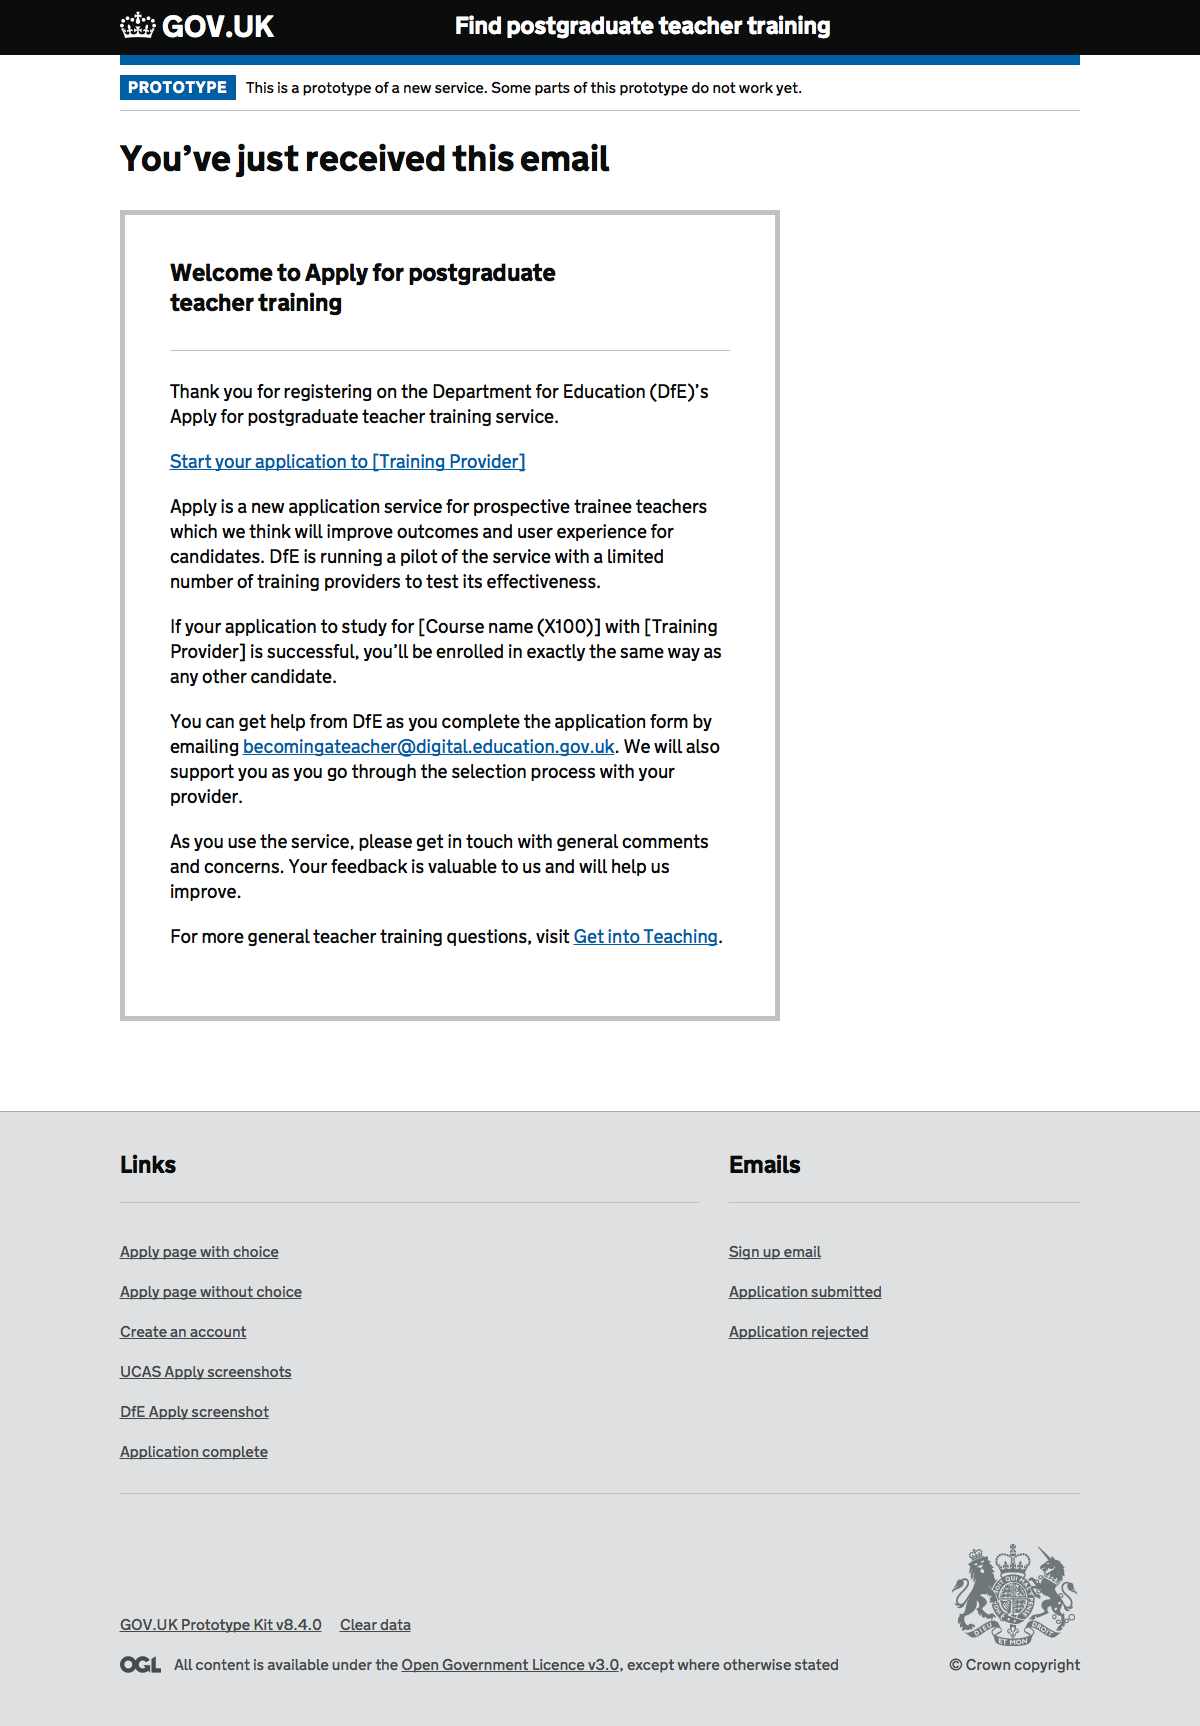 GOV.UK
Find postgraduate teacher training
PROTOTYPE
This is a prototype of a new service. Some parts of this prototype do not work yet.
You’ve just received this email
Welcome to Apply for postgraduate
teacher training
Thank you for registering on the Department for Education (DfE)’s
Apply for postgraduate teacher training service.
Start your application to [Training Provider]
Apply is a new application service for prospective trainee teachers
which we think will improve outcomes and user experience for
candidates. DfE is running a pilot of the service with a limited
number of training providers to test its effectiveness.
If your application to study for [Course name (X100)] with [Training
Provider] is successful, you’ll be enrolled in exactly the same way as
any other candidate.
You can get help from DfE as you complete the application form by
emailing becomingateacher@digital.education.gov.uk. We will also
support you as you go through the selection process with your
provider.
As you use the service, please get in touch with general comments
and concerns. Your feedback is valuable to us and will help us
improve.
For more general teacher training questions, visit Get into Teaching.
Links
Apply page with choice
Apply page without choice
Create an account
UCAS Apply screenshots
DfE Apply screenshot
Application complete
Emails
Sign up email
Application submitted
Application rejected
GOV.UK Prototype Kit v8.4.0
Clear data
DIEU ET MON DROIT
OGL
All content is available under the Open Government Licence v3.0, except where otherwise stated
© Crown copyright